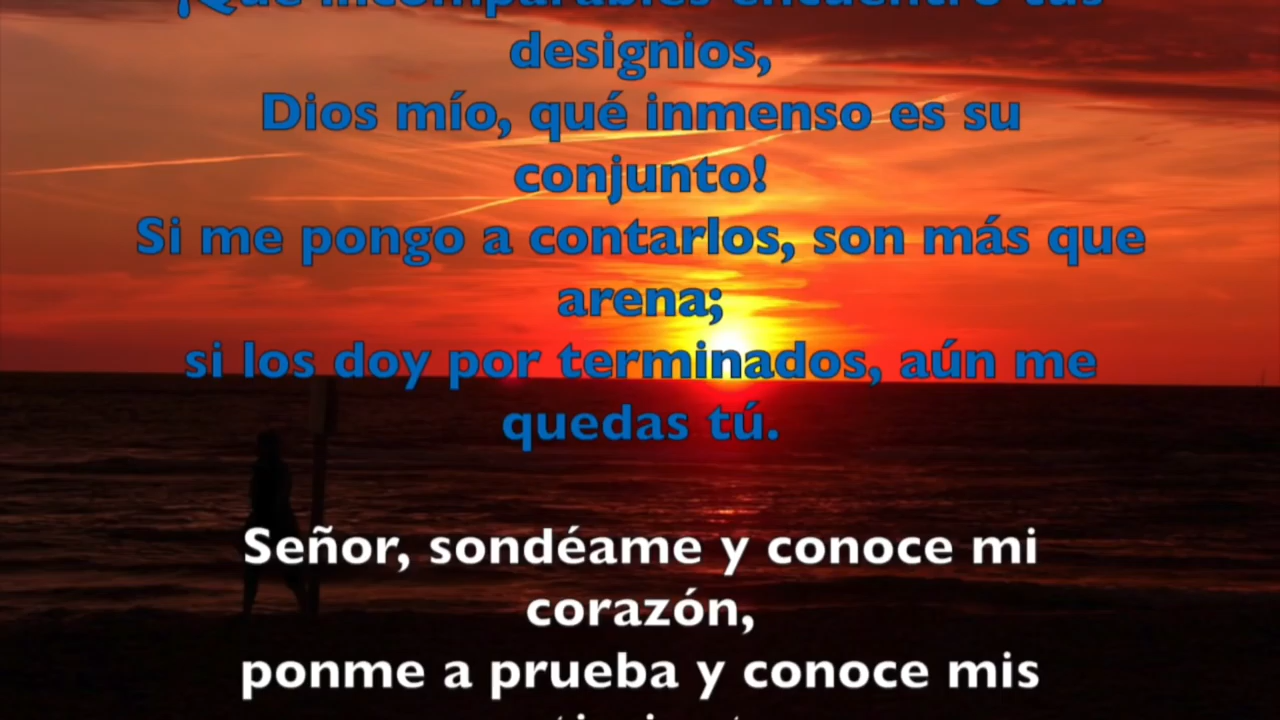 ¡Qué incomparables encuentro tus
designios,
Dios mío, qué inmenso es su
conjunto!
Si me pongo a contarlos, son más que
arena;
si los doy por terminados, aún me
quedas tú.
Señor, sondéame y conoce mi
corazón,
ponme a prueba y conoce mis